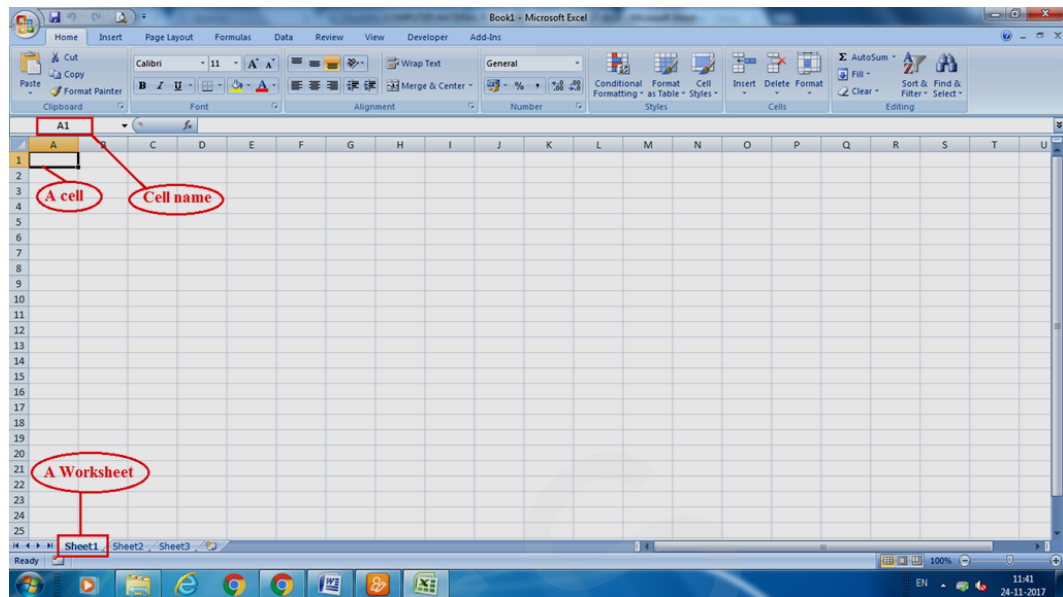 Book1 - Microsoft Excel
Home Insert Page Layout Formulas Data Review View Developer Add-Ins
Cut
Copy
Format Painter
Paste
Clipboard
Calibri 11 A A
B I U A
Font
Wrap Text
Merge & Center
Alignment
General
% ,
Number
Conditional Formatting
Format as Table
Cell Styles
Styles
Insert Delete Format
Cells
Σ AutoSum
Fill
Clear
Sort & Filter
Find & Select
Editing
A1 fx
A B C D E F G H I J K L M N O P Q R S T U
1
2
3
4
5
6
7
8
9
10
11
12
13
14
15
16
17
18
19
20
21
22
23
24
25
A cell
Cell name
A Worksheet
Sheet1 Sheet2 Sheet3
Ready 100%
EN 11:41
24-11-2017